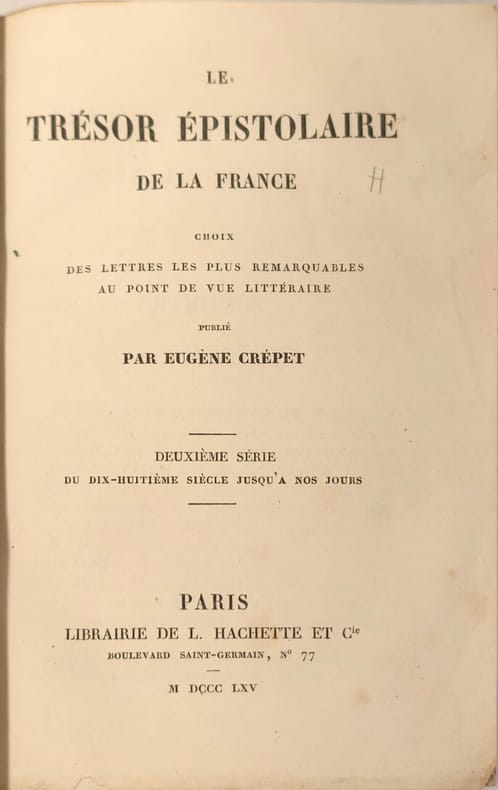 LE
TRÉSOR ÉPISTOLAIRE
DE LA FRANCE
H
CHOIX
DES LETTRES LES PLUS REMARQUABLES
AU POINT DE VUE LITTÉRAIRE
PUBLIÉ
PAR EUGÈNE CRÉPET
DEUXIÈME SÉRIE
DU DIX-HUITIÈME SIÈCLE JUSQU'A NOS JOURS
PARIS
LIBRAIRIE DE L. HACHETTE ET Cie
BOULEVARD SAINT-GERMAIN, No 77
M DCCC LXV